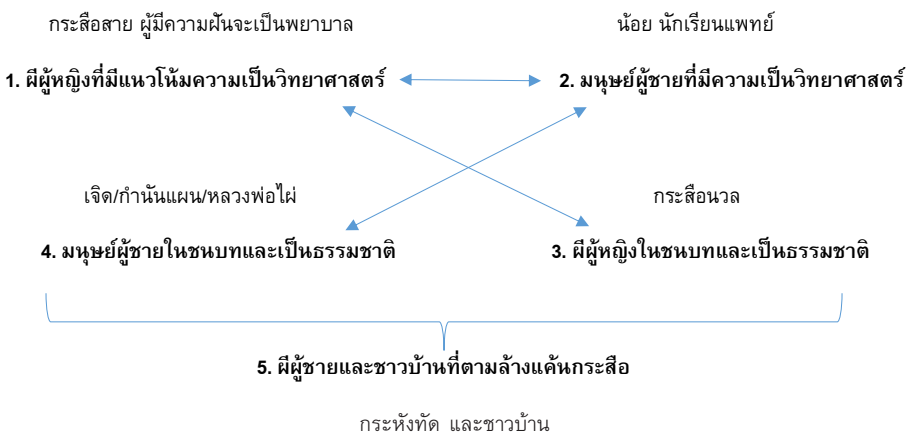 กระสือสาย ผู้มีความฝันจะเป็นพยาบาล
น้อย นักเรียนแพทย์
1. ผีผู้หญิงที่มีแนวโน้มความเป็นวิทยาศาสตร์
2. มนุษย์ผู้ชายที่มีความเป็นวิทยาศาสตร์
เจิด/กำนันแผน/หลวงพ่อไผ่
กระสือนวล
4. มนุษย์ผู้ชายในชนบทและเป็นธรรมชาติ
3. ผีผู้หญิงในชนบทและเป็นธรรมชาติ
5. ผีผู้ชายและชาวบ้านที่ตามล้างแค้นกระสือ
กระหังทัด และชาวบ้าน